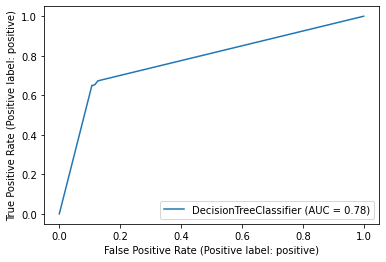 True Positive Rate (Positive label: positive)
1.0
0.8
0.6
0.4
0.2
0.0
DecisionTreeClassifier (AUC = 0.78)
0.0 0.2 0.4 0.6 0.8 1.0
False Positive Rate (Positive label: positive)